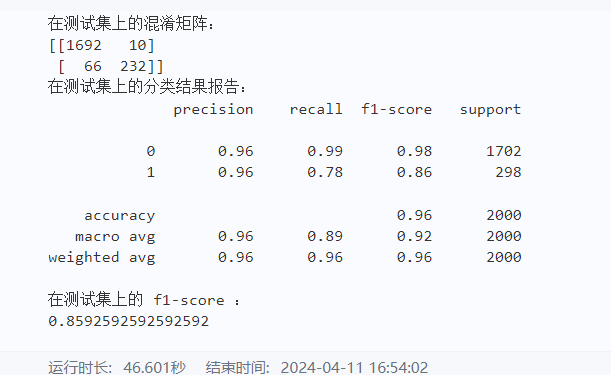 在测试集上的混淆矩阵：
[[1692   10]
 [  66  232]]
在测试集上的分类结果报告：
              precision    recall  f1-score   support

           0       0.96      0.99      0.98      1702
           1       0.96      0.78      0.86       298

    accuracy                           0.96      2000
   macro avg       0.96      0.89      0.92      2000
weighted avg       0.96      0.96      0.96      2000

在测试集上的 f1-score ：
0.8592592592592592
运行时长: 46.601秒 结束时间: 2024-04-11 16:54:02